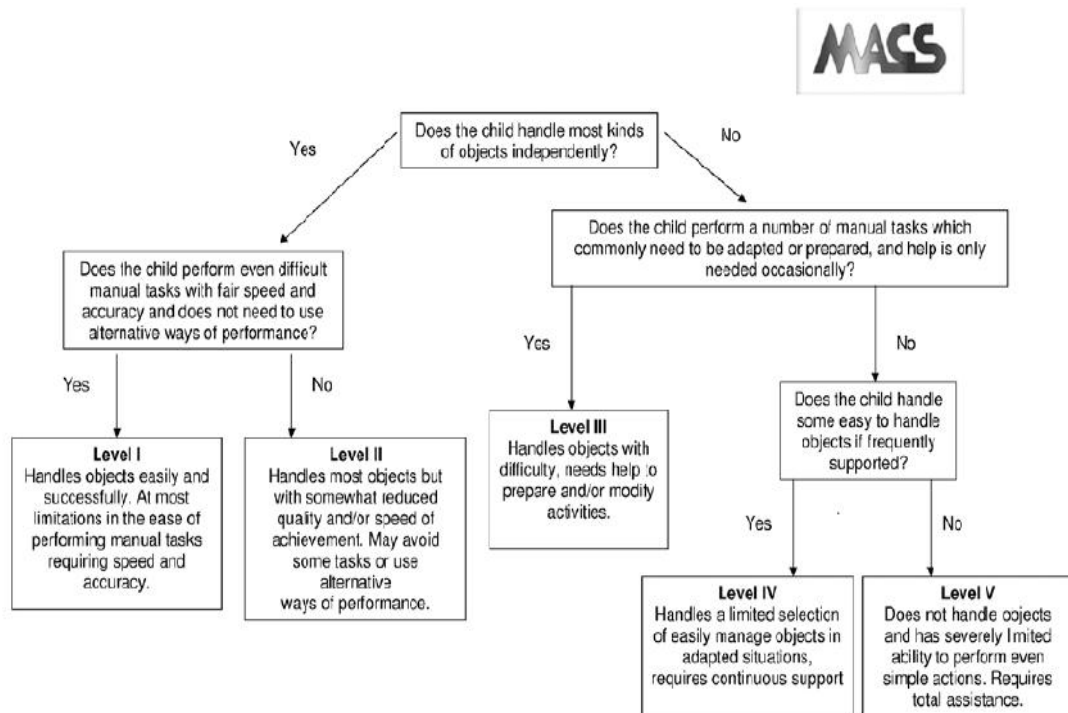 MACS
Does the child handle most kinds
of objects independently?
Yes
No
Does the child perform a number of manual tasks which
commonly need to be adapted or prepared, and help is only
needed occasionally?
Does the child perform even difficult
manual tasks with fair speed and
accuracy and does not need to use
alternative ways of performance?
Yes
No
Yes
No
Does the child handle
some easy to handle
objects if frequently
supported?
Level I
Handles objects easily and
successfully. At most
limitations in the ease of
performing manual tasks
requiring speed and
accuracy.
Level II
Handles most objects but
with somewhat reduced
quality and/or speed of
achievement. May avoid
some tasks or use
alternative
ways of performance.
Level III
Handles objects with
difficulty, needs help to
prepare and/or modify
activities.
Yes
No
Level IV
Handles a limited selection
of easily manage objects in
adapted situations,
requires continuous support
Level V
Does not handle objects
and has severely limited
ability to perform even
simple actions. Requires
total assistance.